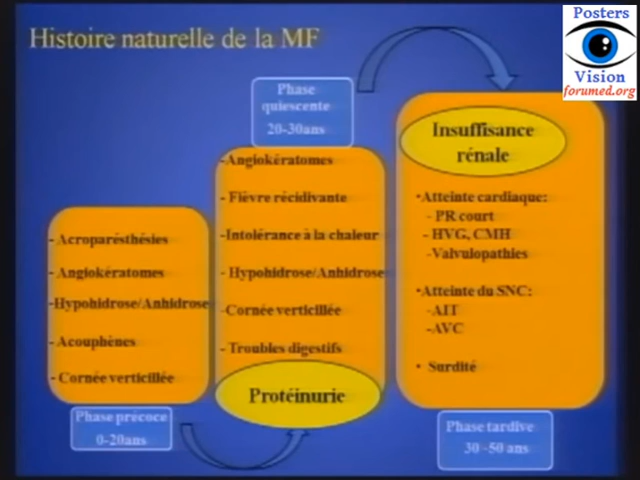 Histoire naturelle de la MF
Posters
Vision
forumed.org
- Acroparésthésies
- Angiokératomes
-Hypohidrose/Anhidrose
- Acouphènes
- Cornée verticillée
Phase précoce
0-20ans
Phase
quiescente
20-30ans
-Angiokératomes
- Fièvre récidivante
-Intolérance à la chaleur
- Hypohidrose/Anhidrose
-Cornée verticillée
- Troubles digestifs
Protéinurie
Insuffisance
rénale
•Atteinte cardiaque:
- PR court
- HVG, CMH
-Valvulopathies
•Atteinte du SNC:
-AIT
-AVC
• Surdité
Phase tardive
30 -50 ans